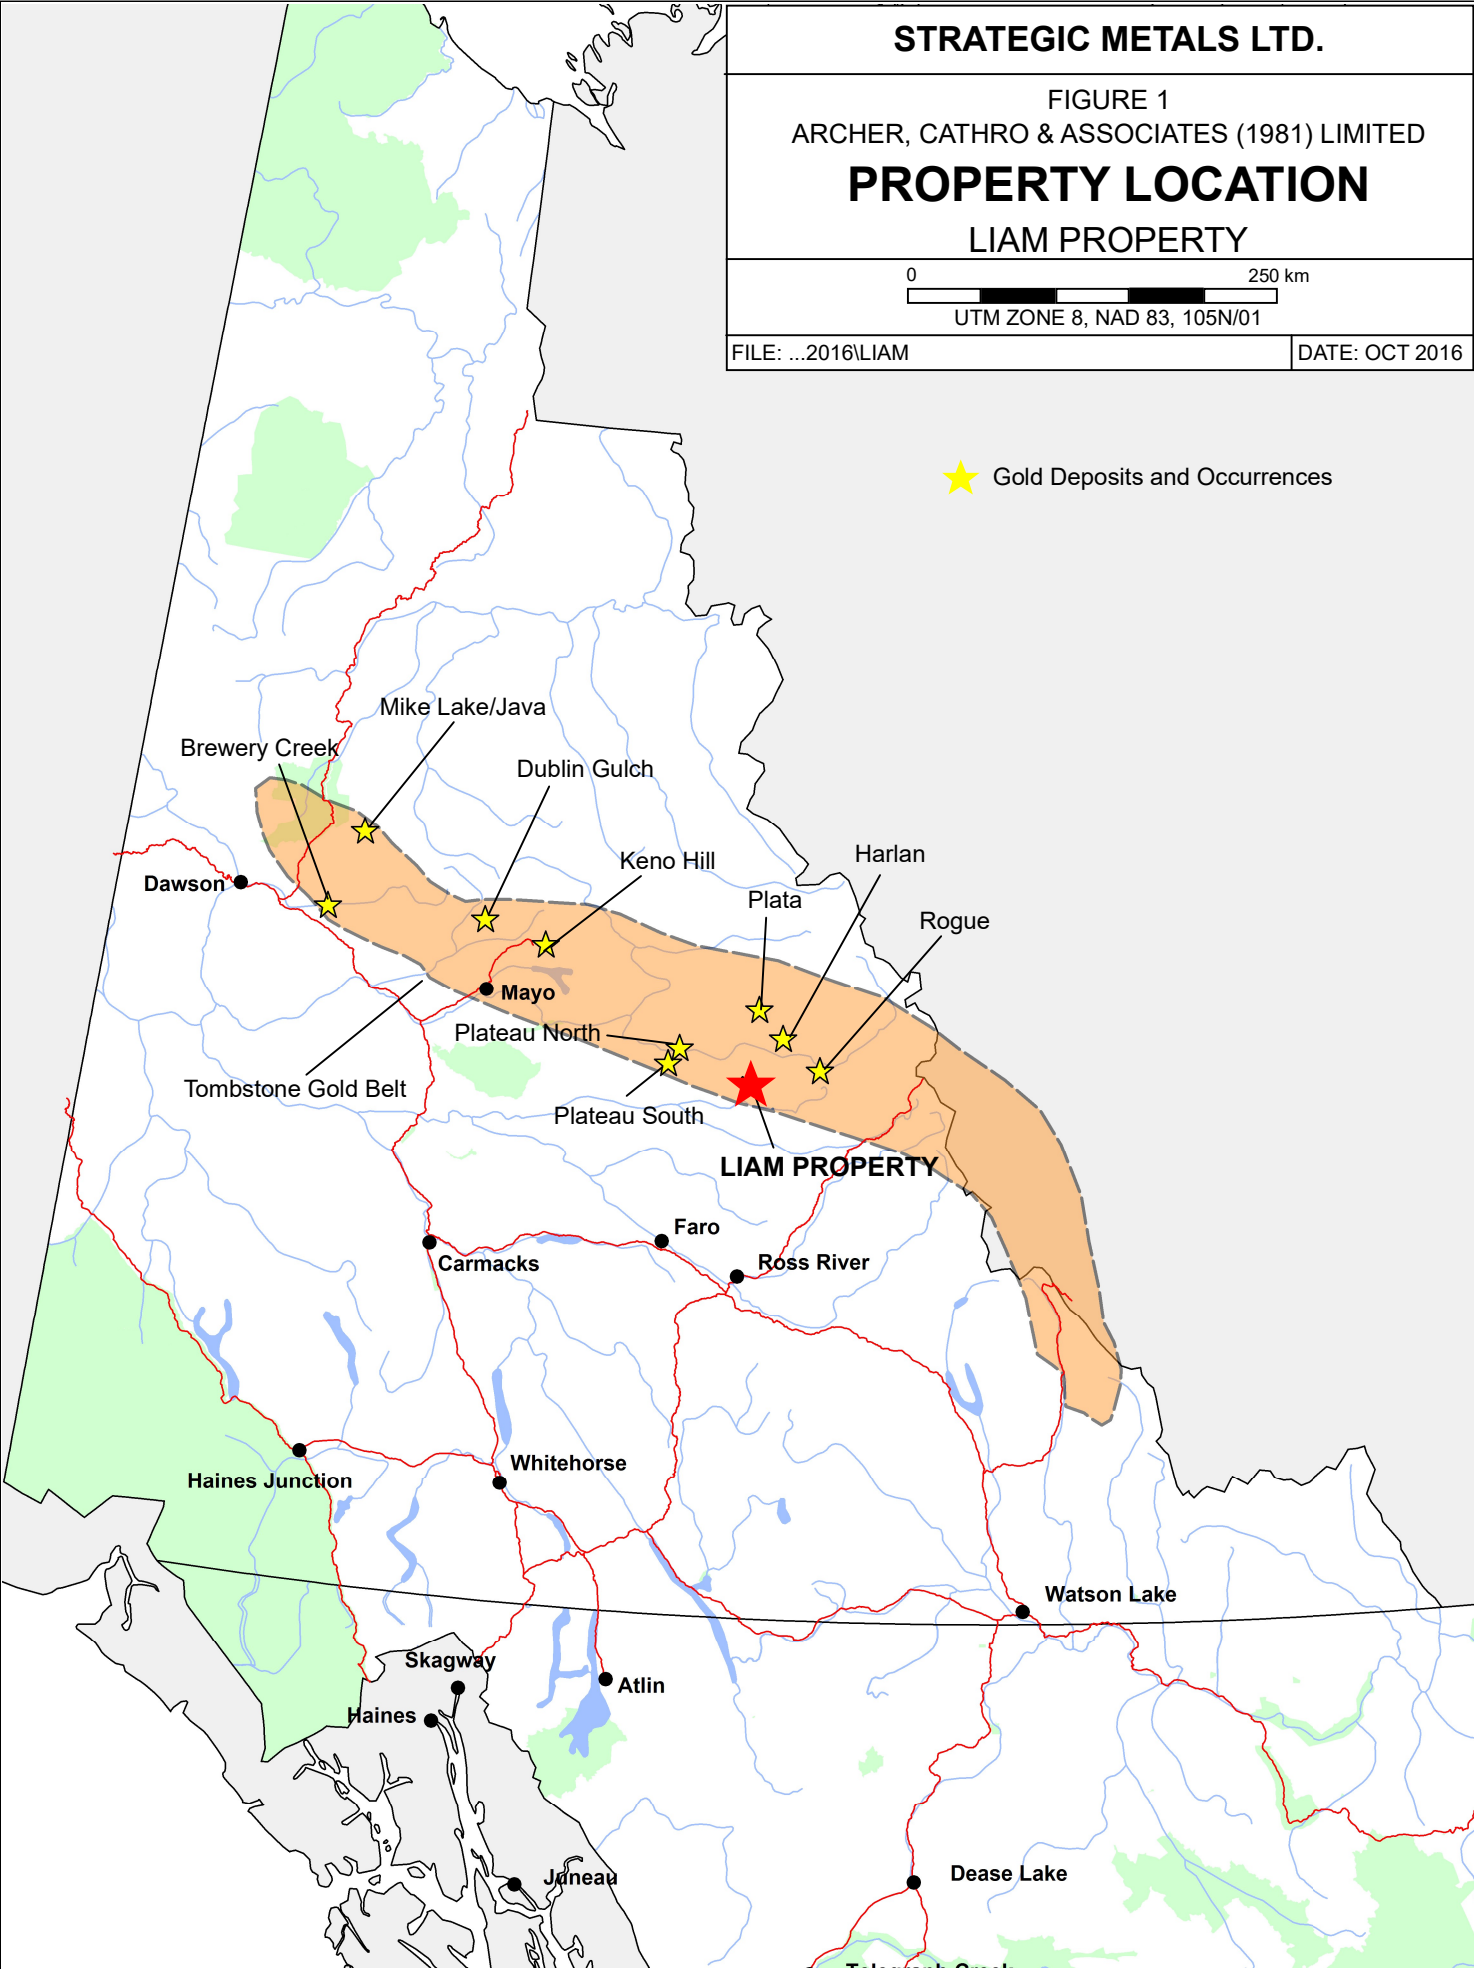 STRATEGIC METALS LTD.
FIGURE 1
ARCHER, CATHRO & ASSOCIATES (1981) LIMITED
PROPERTY LOCATION
LIAM PROPERTY
0 250 km
UTM ZONE 8, NAD 83, 105N/01
FILE: ...2016\LIAM DATE: OCT 2016
Gold Deposits and Occurrences
Mike Lake/Java
Brewery Creek
Dublin Gulch
Keno Hill
Harlan
Dawson
Plata
Rogue
Mayo
Plateau North
Tombstone Gold Belt
Plateau South
LIAM PROPERTY
Faro
Carmacks
Ross River
Whitehorse
Haines Junction
Watson Lake
Skagway
Atlin
Haines
Juneau
Dease Lake
Telegraph Creek